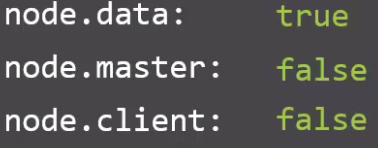 node.data: true
node.master: false
node.client: false